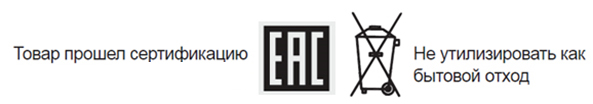 Товар прошел сертификацию
EAC
Не утилизировать как
бытовой отход